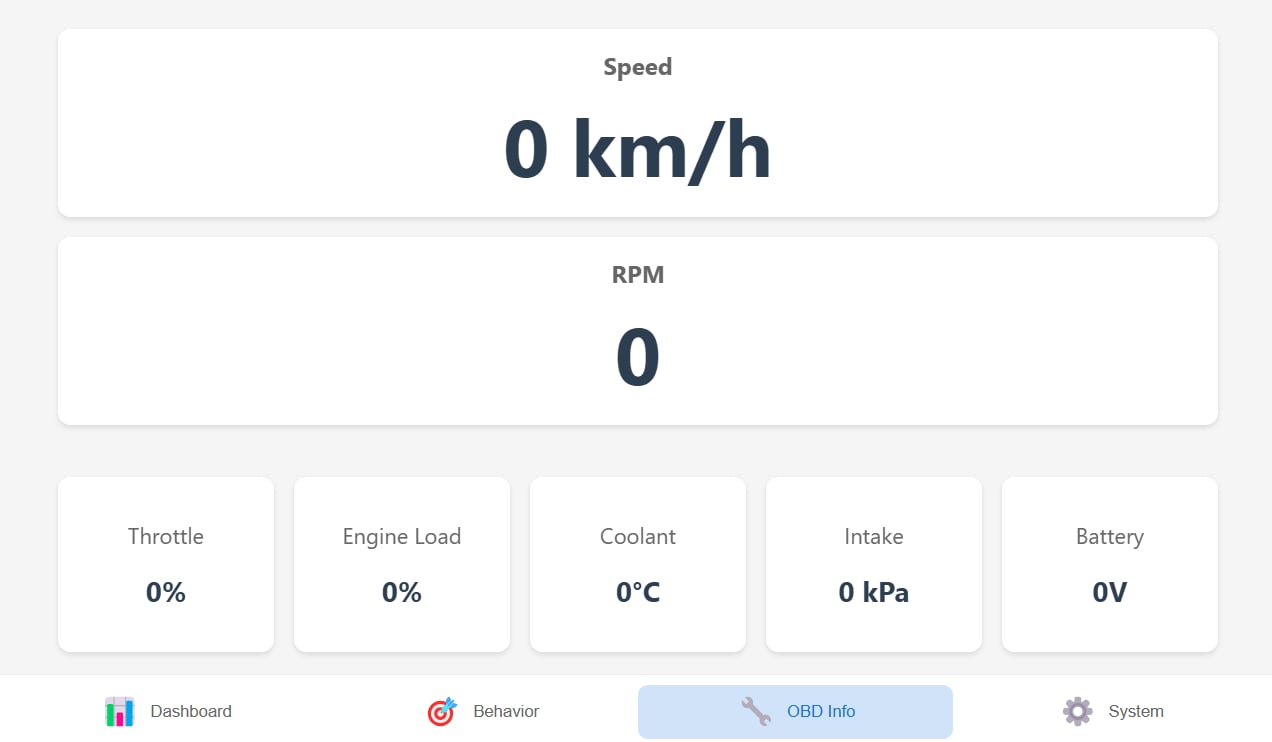 Speed
0 km/h
RPM
0
Throttle
0%
Engine Load
0%
Coolant
0°C
Intake
0 kPa
Battery
0V
Dashboard
Behavior
OBD Info
System